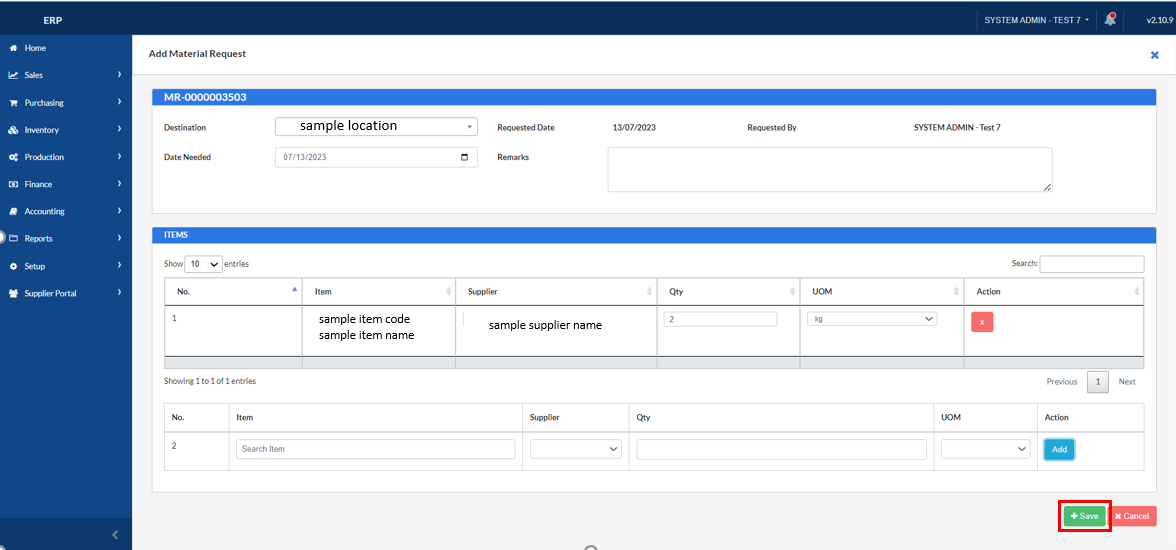 ERP
SYSTEM ADMIN - TEST 7
v2.10.9
Home
Sales
Purchasing
Inventory
Production
Finance
Accounting
Reports
Setup
Supplier Portal
Add Material Request
MR-0000003503
Destination
sample location
Requested Date
13/07/2023
Requested By
SYSTEM ADMIN - Test 7
Date Needed
07/13/2023
Remarks
ITEMS
Show 10 entries
Search:
No. Item Supplier Qty UOM Action
1 sample item code
sample item name
sample supplier name
2 kg x
Showing 1 to 1 of 1 entries
Previous 1 Next
No. Item Supplier Qty UOM Action
2 Search Item Add
+ Save
× Cancel